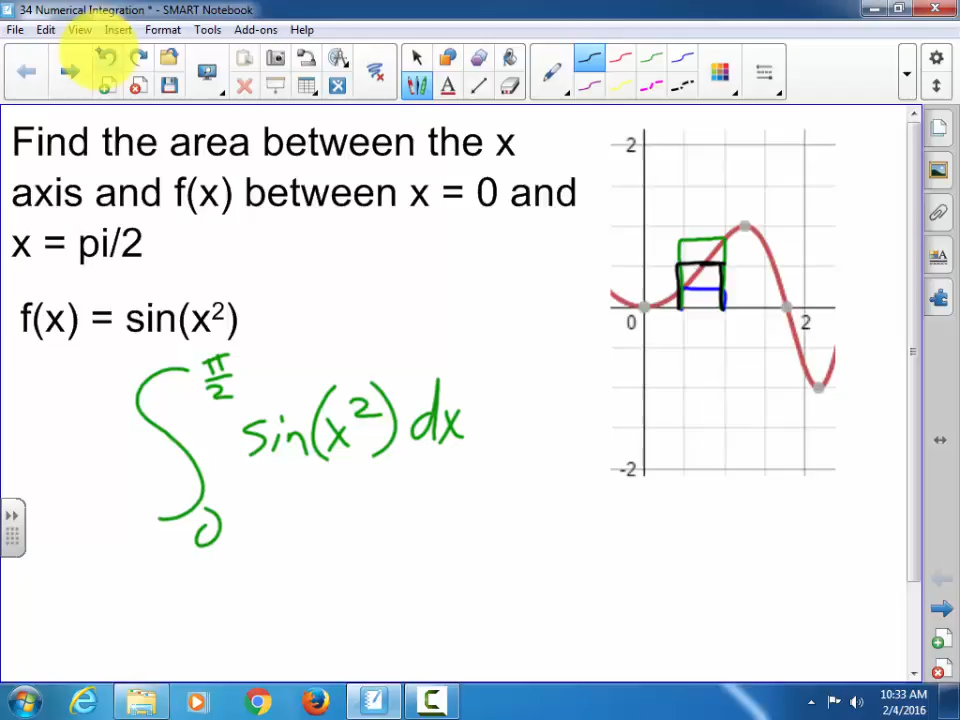 34 Numerical Integration * - SMART Notebook
File Edit View Insert Format Tools Add-ons Help
Find the area between the x
axis and f(x) between x = 0 and
x = pi/2
f(x) = sin(x²)
∫₀^(π/2) sin(x²) dx
2
0
2
-2
10:33 AM
2/4/2016